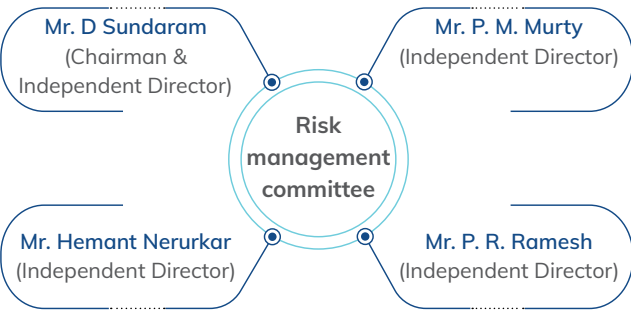 Mr. D Sundaram
(Chairman &
Independent Director)
Mr. P. M. Murty
(Independent Director)
Risk
management
committee
Mr. Hemant Nerurkar
(Independent Director)
Mr. P. R. Ramesh
(Independent Director)